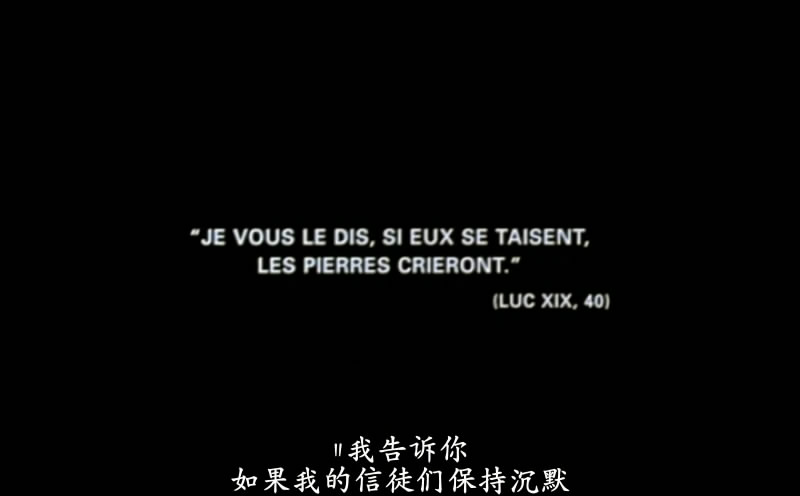 “JE VOUS LE DIS, SI EUX SE TAISENT,
LES PIERRES CRIERONT.”
(LUC XIX, 40)
"我告诉你
如果我的信徒们保持沉默